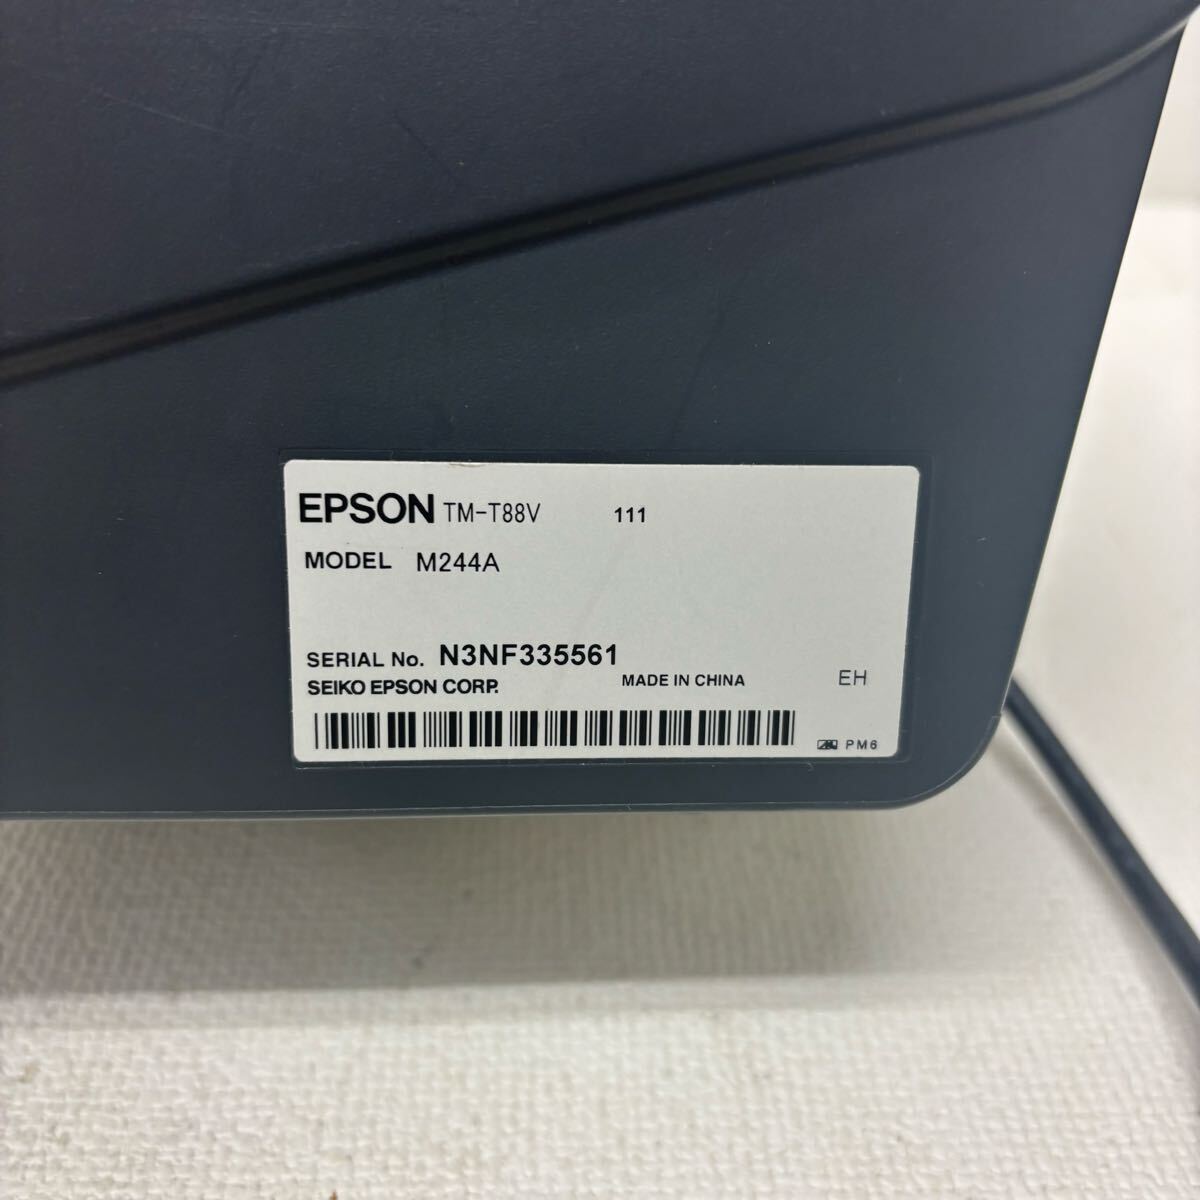 EPSON TM-T88V 111
MODEL M244A
SERIAL No. N3NF335561
SEIKO EPSON CORP. MADE IN CHINA EH
PM6